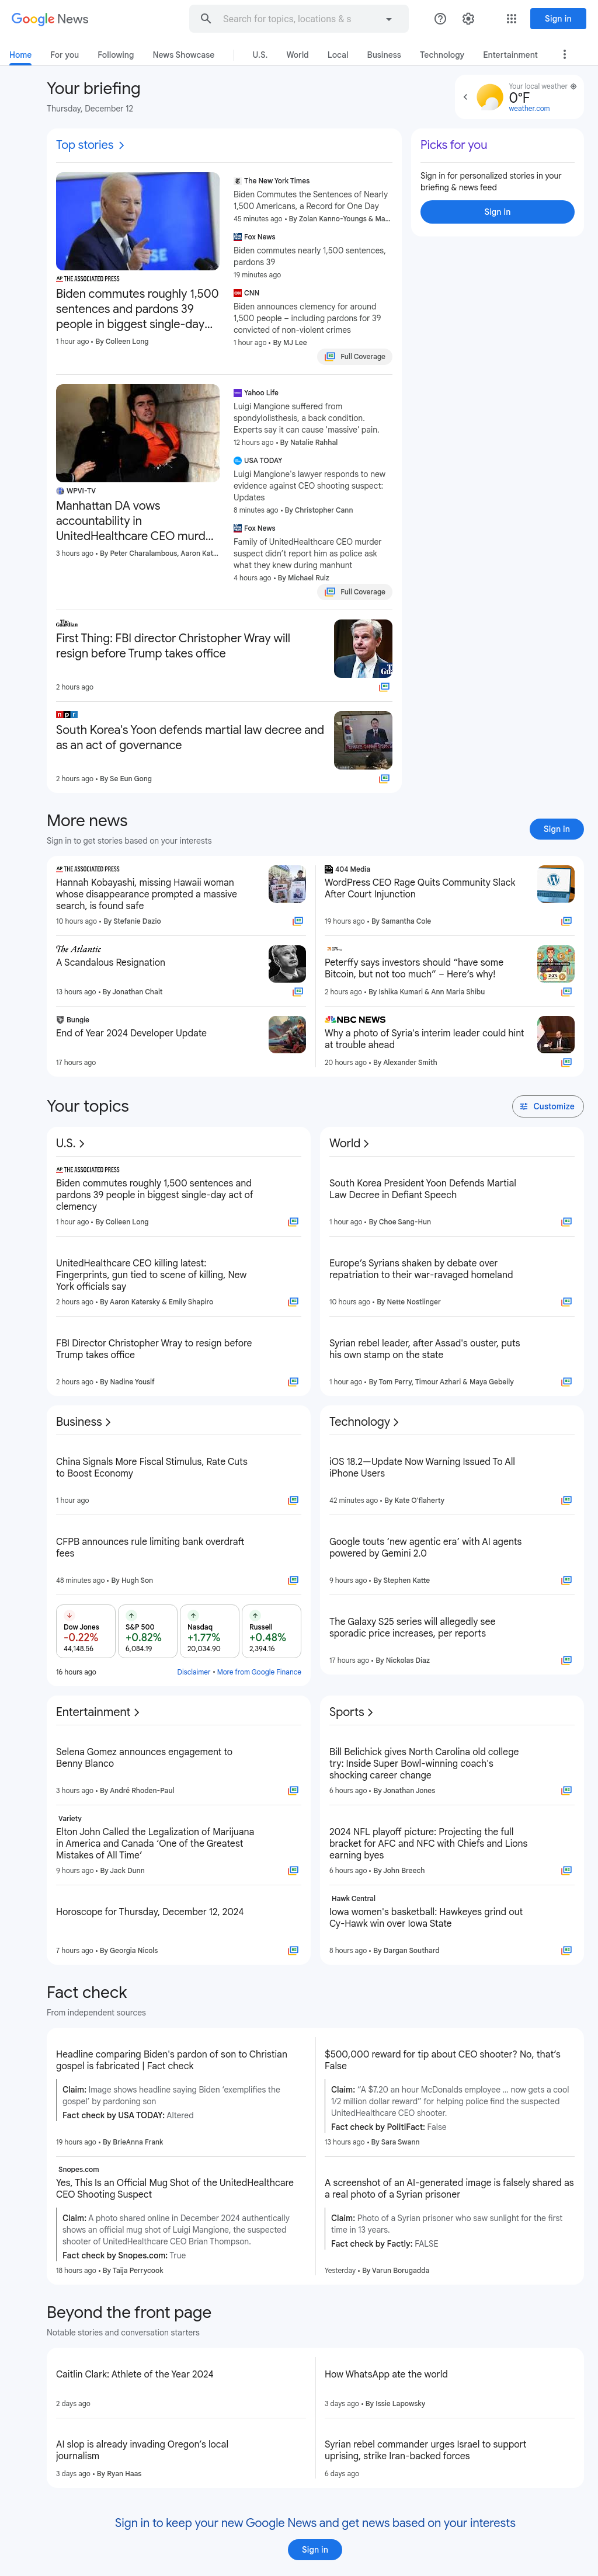 Google News
Search for topics, locations & s
Sign in
Home
For you
Following
News Showcase
U.S.
World
Local
Business
Technology
Entertainment
Your briefing
Thursday, December 12
Your local weather
0°F
weather.com
Top stories
THE ASSOCIATED PRESS
Biden commutes roughly 1,500
sentences and pardons 39
people in biggest single-day...
1 hour ago • By Colleen Long
The New York Times
Biden Commutes the Sentences of Nearly
1,500 Americans, a Record for One Day
45 minutes ago • By Zolan Kanno-Youngs & Ma...
Fox News
Biden commutes nearly 1,500 sentences,
pardons 39
19 minutes ago
CNN
Biden announces clemency for around
1,500 people – including pardons for 39
convicted of non-violent crimes
1 hour ago • By MJ Lee
Full Coverage
WPVI-TV
Manhattan DA vows
accountability in
UnitedHealthcare CEO murd...
3 hours ago • By Peter Charalambous, Aaron Kat...
Yahoo Life
Luigi Mangione suffered from
spondylolisthesis, a back condition.
Experts say it can cause 'massive' pain.
12 hours ago • By Natalie Rahhal
USA TODAY
Luigi Mangione's lawyer responds to new
evidence against CEO shooting suspect:
Updates
8 minutes ago • By Christopher Cann
Fox News
Family of UnitedHealthcare CEO murder
suspect didn't report him as police ask
what they knew during manhunt
4 hours ago • By Michael Ruiz
Full Coverage
The Guardian
First Thing: FBI director Christopher Wray will
resign before Trump takes office
2 hours ago
npr
South Korea's Yoon defends martial law decree and
as an act of governance
2 hours ago • By Se Eun Gong
Picks for you
Sign in for personalized stories in your
briefing & news feed
Sign in
More news
Sign in to get stories based on your interests
Sign in
THE ASSOCIATED PRESS
Hannah Kobayashi, missing Hawaii woman
whose disappearance prompted a massive
search, is found safe
10 hours ago • By Stefanie Dazio
404 Media
WordPress CEO Rage Quits Community Slack
After Court Injunction
19 hours ago • By Samantha Cole
The Atlantic
A Scandalous Resignation
13 hours ago • By Jonathan Chait
Peterffy says investors should "have some
Bitcoin, but not too much" – Here's why!
2 hours ago • By Ishika Kumari & Ann Maria Shibu
Bungie
End of Year 2024 Developer Update
17 hours ago
NBC NEWS
Why a photo of Syria's interim leader could hint
at trouble ahead
20 hours ago • By Alexander Smith
Your topics
Customize
U.S.
THE ASSOCIATED PRESS
Biden commutes roughly 1,500 sentences and
pardons 39 people in biggest single-day act of
clemency
1 hour ago • By Colleen Long
UnitedHealthcare CEO killing latest:
Fingerprints, gun tied to scene of killing, New
York officials say
2 hours ago • By Aaron Katersky & Emily Shapiro
FBI Director Christopher Wray to resign before
Trump takes office
2 hours ago • By Nadine Yousif
World
South Korea President Yoon Defends Martial
Law Decree in Defiant Speech
1 hour ago • By Choe Sang-Hun
Europe's Syrians shaken by debate over
repatriation to their war-ravaged homeland
10 hours ago • By Nette Nostlinger
Syrian rebel leader, after Assad's ouster, puts
his own stamp on the state
1 hour ago • By Tom Perry, Timour Azhari & Maya Gebeily
Business
China Signals More Fiscal Stimulus, Rate Cuts
to Boost Economy
1 hour ago
CFPB announces rule limiting bank overdraft
fees
48 minutes ago • By Hugh Son
Dow Jones
-0.22%
44,148.56
S&P 500
+0.82%
6,084.19
Nasdaq
+1.77%
20,034.90
Russell
+0.48%
2,394.16
16 hours ago
Disclaimer • More from Google Finance
Technology
iOS 18.2—Update Now Warning Issued To All
iPhone Users
42 minutes ago • By Kate O'flaherty
Google touts 'new agentic era' with AI agents
powered by Gemini 2.0
9 hours ago • By Stephen Katte
The Galaxy S25 series will allegedly see
sporadic price increases, per reports
17 hours ago • By Nickolas Diaz
Entertainment
Selena Gomez announces engagement to
Benny Blanco
3 hours ago • By André Rhoden-Paul
Variety
Elton John Called the Legalization of Marijuana
in America and Canada 'One of the Greatest
Mistakes of All Time'
9 hours ago • By Jack Dunn
Horoscope for Thursday, December 12, 2024
7 hours ago • By Georgia Nicols
Sports
Bill Belichick gives North Carolina old college
try: Inside Super Bowl-winning coach's
shocking career change
6 hours ago • By Jonathan Jones
2024 NFL playoff picture: Projecting the full
bracket for AFC and NFC with Chiefs and Lions
earning byes
6 hours ago • By John Breech
Hawk Central
Iowa women's basketball: Hawkeyes grind out
Cy-Hawk win over Iowa State
8 hours ago • By Dargan Southard
Fact check
From independent sources
Headline comparing Biden's pardon of son to Christian
gospel is fabricated | Fact check
Claim: Image shows headline saying Biden 'exemplifies the
gospel' by pardoning son
Fact check by USA TODAY: Altered
19 hours ago • By BrieAnna Frank
$500,000 reward for tip about CEO shooter? No, that's
False
Claim: "A $7.20 an hour McDonalds employee ... now gets a cool
1/2 million dollar reward" for helping police find the suspected
UnitedHealthcare CEO shooter.
Fact check by PolitiFact: False
13 hours ago • By Sara Swann
Snopes.com
Yes, This Is an Official Mug Shot of the UnitedHealthcare
CEO Shooting Suspect
Claim: A photo shared online in December 2024 authentically
shows an official mug shot of Luigi Mangione, the suspected
shooter of UnitedHealthcare CEO Brian Thompson.
Fact check by Snopes.com: True
18 hours ago • By Taija Perrycook
A screenshot of an AI-generated image is falsely shared as
a real photo of a Syrian prisoner
Claim: Photo of a Syrian prisoner who saw sunlight for the first
time in 13 years.
Fact check by Factly: FALSE
Yesterday • By Varun Borugadda
Beyond the front page
Notable stories and conversation starters
Caitlin Clark: Athlete of the Year 2024
2 days ago
How WhatsApp ate the world
3 days ago • By Issie Lapowsky
AI slop is already invading Oregon's local
journalism
3 days ago • By Ryan Haas
Syrian rebel commander urges Israel to support
uprising, strike Iran-backed forces
6 days ago
Sign in to keep your new Google News and get news based on your interests
Sign in